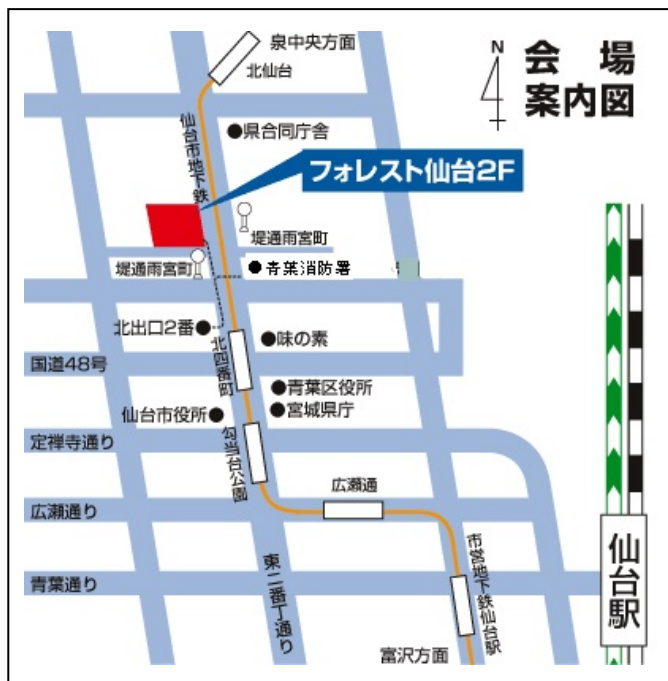 泉中央方面
北仙台
N
会場
案内図
仙台市地下鉄
●県合同庁舎
フォレスト仙台2F
堤通雨宮町
堤通雨宮町
●青葉消防署
北出口2番●
北四番町
●味の素
国道48号
●青葉区役所
仙台市役所●
●宮城県庁
定禅寺通り
勾当台公園
広瀬通
広瀬通り
東二番丁通り
市営地下鉄仙台駅
仙台駅
青葉通り
富沢方面